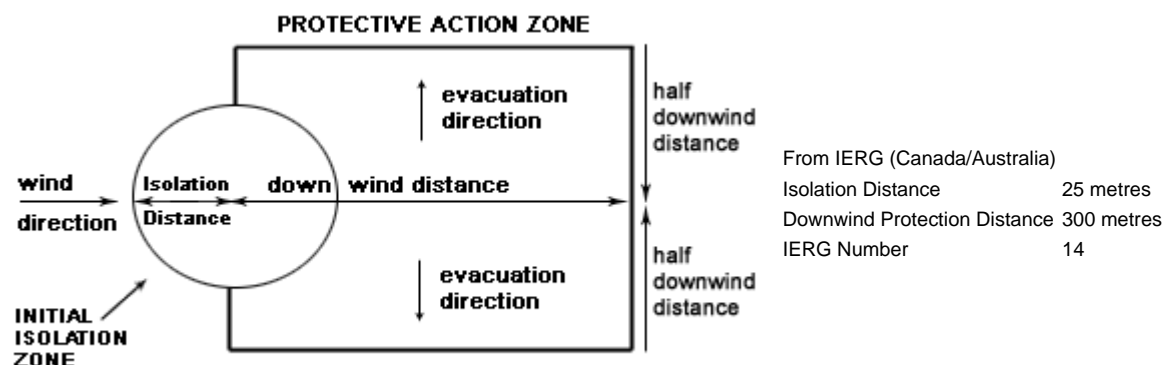 PROTECTIVE ACTION ZONE
evacuation
direction
half
downwind
distance
wind
direction
Isolation
Distance
down wind distance
evacuation
direction
half
downwind
distance
INITIAL
ISOLATION
ZONE
From IERG (Canada/Australia)
Isolation Distance 25 metres
Downwind Protection Distance 300 metres
IERG Number 14